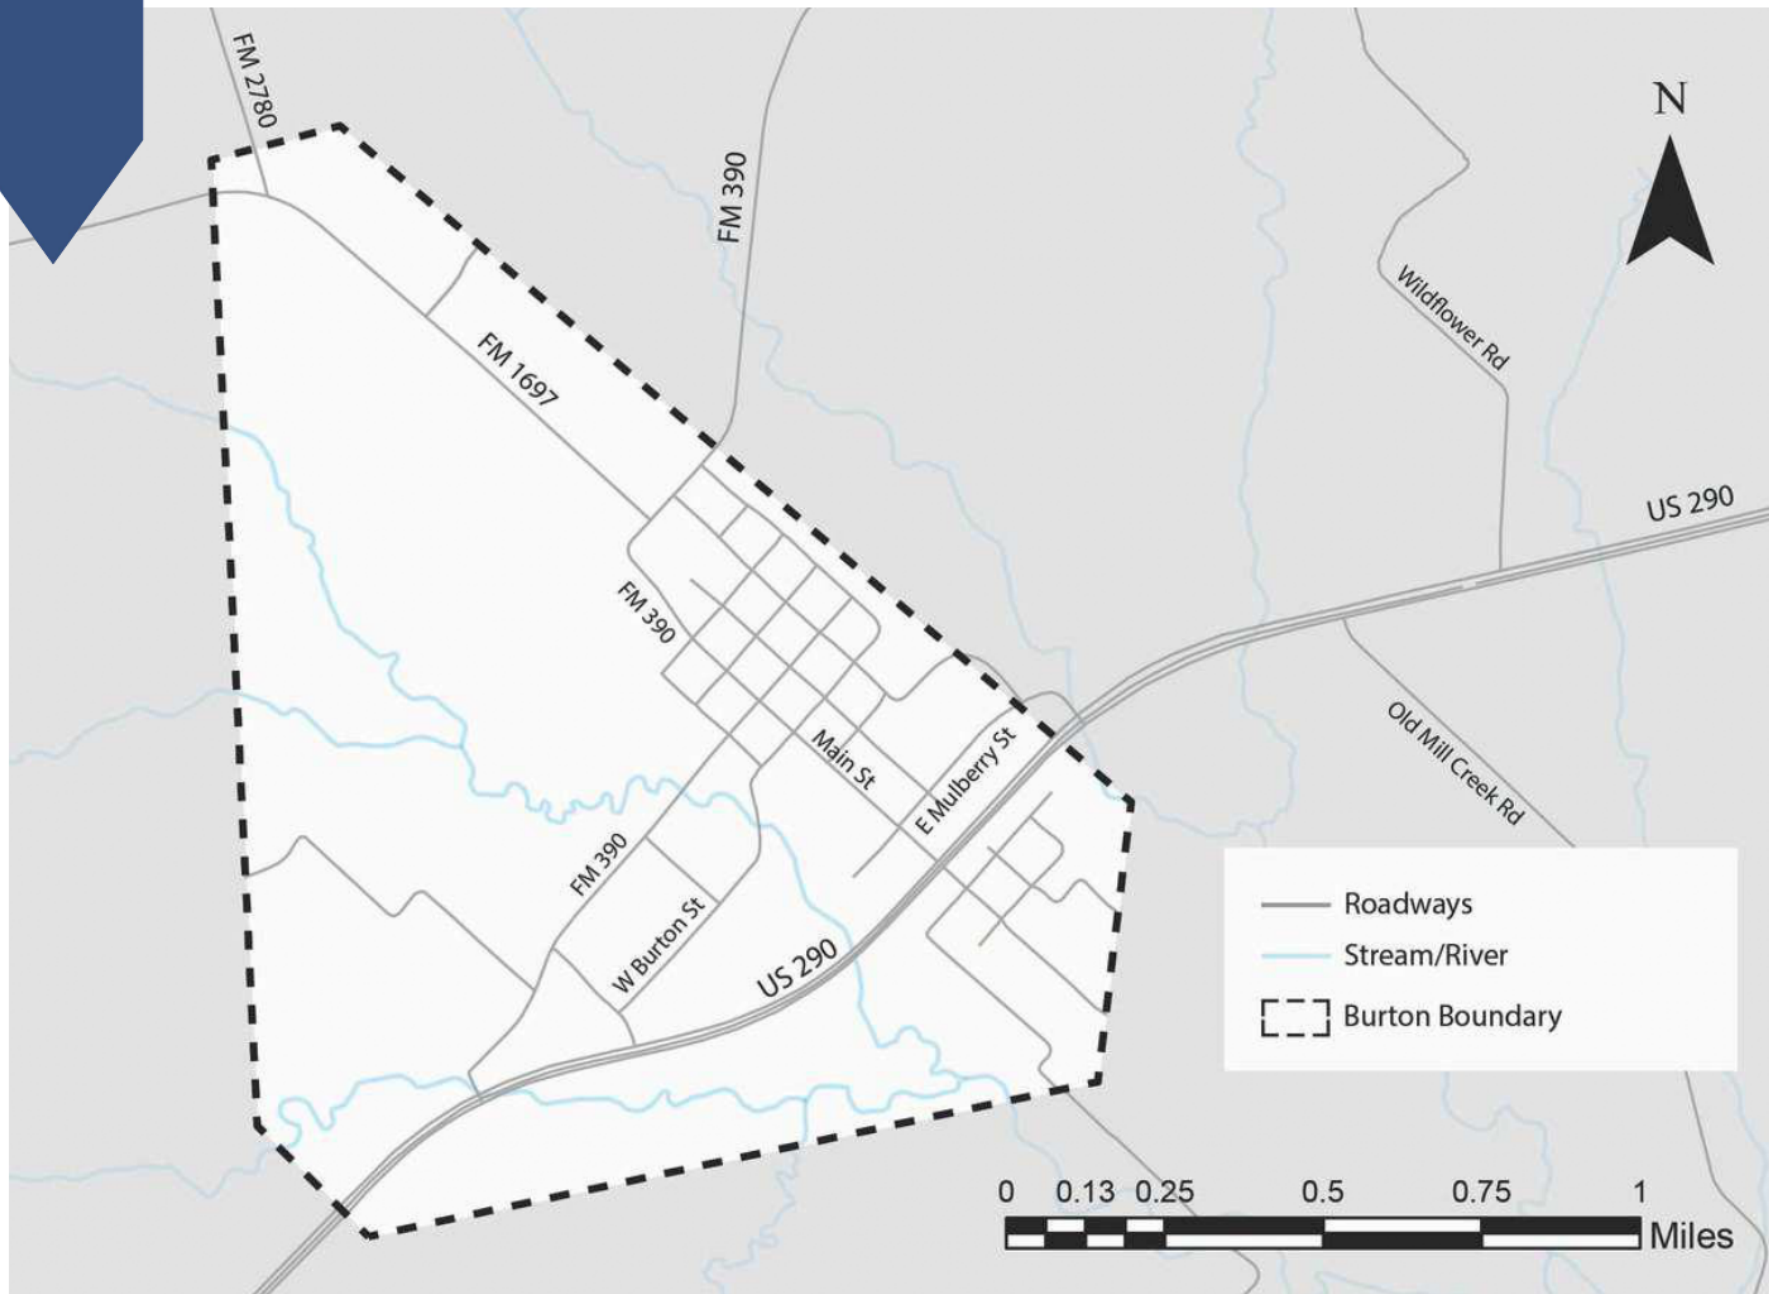 FM 2780
N
FM 390
Wildflower Rd
FM 1697
US 290
FM 390
Main St
E Mulberry St
Old Mill Creek Rd
FM 390
W Burton St
US 290
Roadways
Stream/River
Burton Boundary
0 0.13 0.25 0.5 0.75 1
Miles